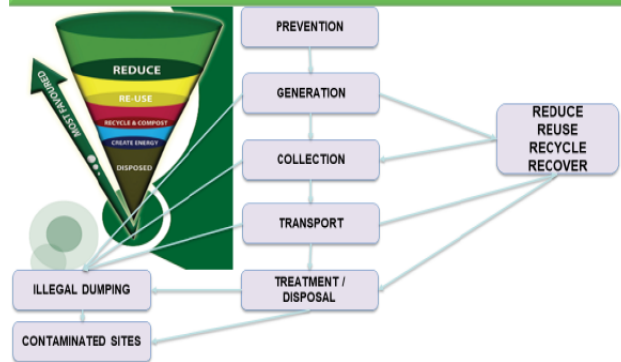 MOST FAVOURED
REDUCE
RE-USE
RECYCLE & COMPOST
CREATE ENERGY
DISPOSED
PREVENTION
GENERATION
COLLECTION
TRANSPORT
TREATMENT /
DISPOSAL
REDUCE
REUSE
RECYCLE
RECOVER
ILLEGAL DUMPING
CONTAMINATED SITES